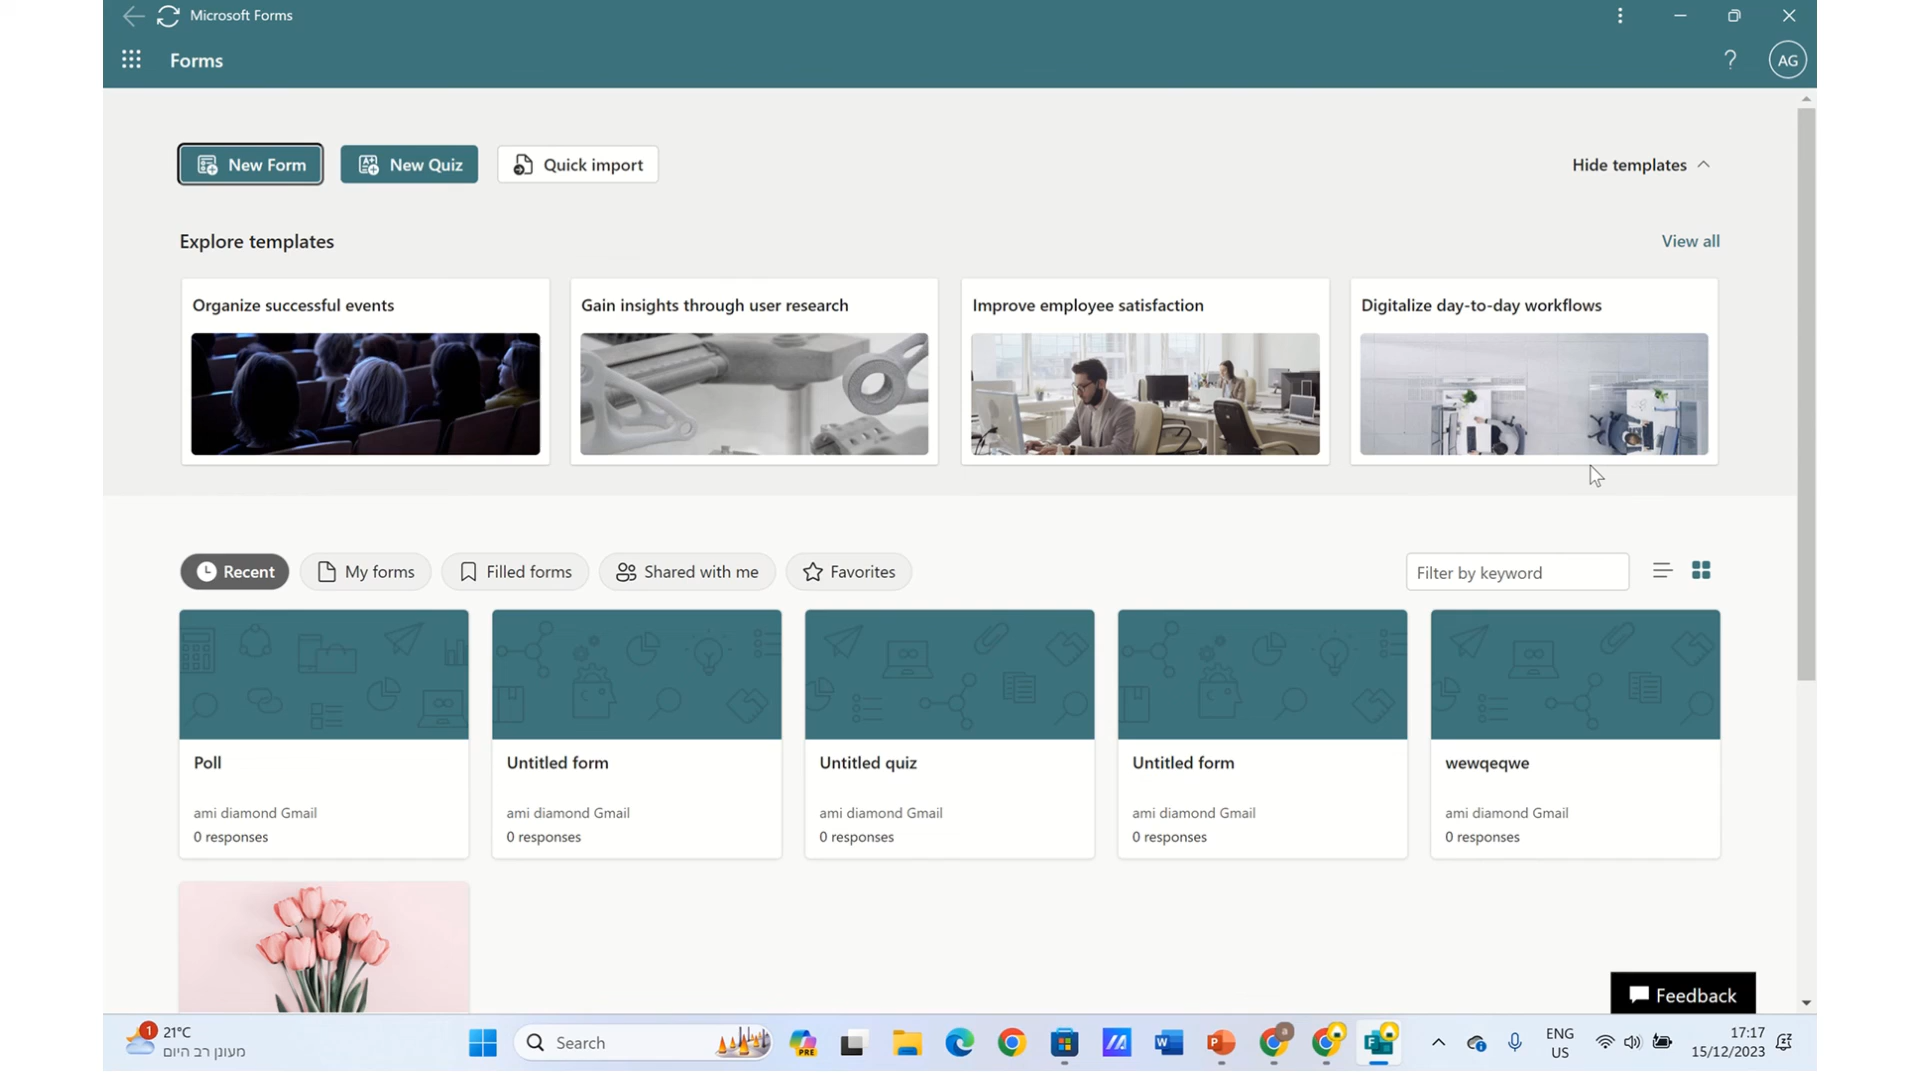 Microsoft Forms
Forms
?
AG
New Form
New Quiz
Quick import
Hide templates
Explore templates
View all
Organize successful events
Gain insights through user research
Improve employee satisfaction
Digitalize day-to-day workflows
Recent
My forms
Filled forms
Shared with me
Favorites
Filter by keyword
Poll
Untitled form
Untitled quiz
Untitled form
wewqeqwe
ami diamond Gmail
ami diamond Gmail
ami diamond Gmail
ami diamond Gmail
ami diamond Gmail
0 responses
0 responses
0 responses
0 responses
0 responses
Feedback
1
21°C
מעונן רב היום
Search
PRE
a
ENG
US
17:17
15/12/2023